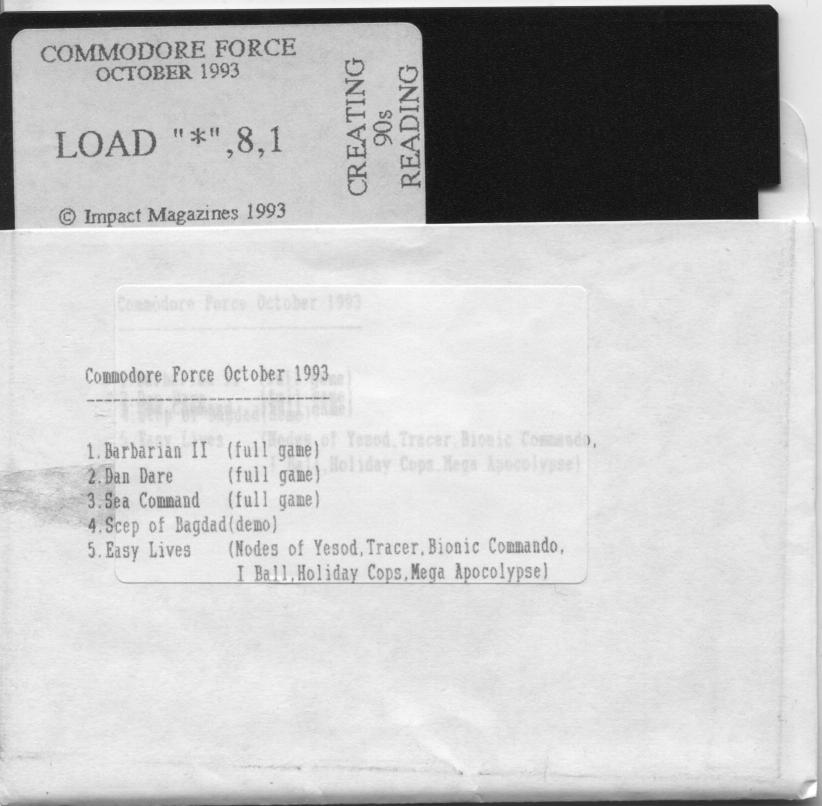 COMMODORE FORCE
OCTOBER 1993
LOAD "*",8,1
© Impact Magazines 1993
CREATING
90s
READING
Commodore Force October 1993
Commodore Force October 1993
----------------------------
1.Barbarian II (full game)
2.Dan Dare (full game)
3.Sea Command (full game)
4.Scep of Bagdad(demo)
5.Easy Lives (Nodes of Yesod,Tracer,Bionic Commando,
I Ball,Holiday Cops,Mega Apocolypse)